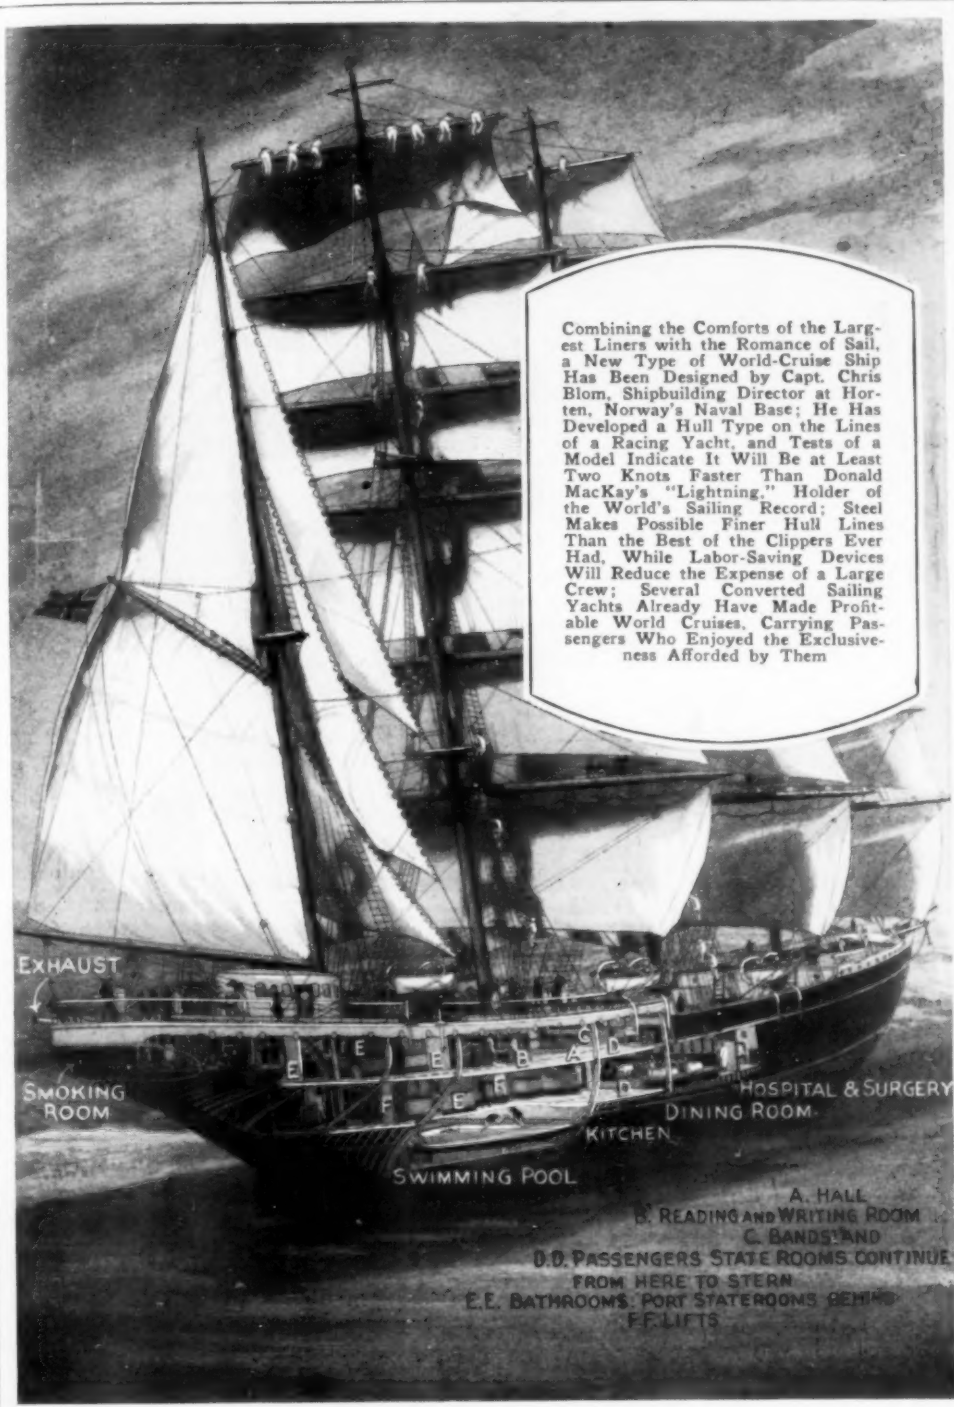 Combining the Comforts of the Larg-
est Liners with the Romance of Sail,
a New Type of World-Cruise Ship
Has Been Designed by Capt. Chris
Blom, Shipbuilding Director at Hor-
ten, Norway's Naval Base; He Has
Developed a Hull Type on the Lines
of a Racing Yacht, and Tests of a
Model Indicate It Will Be at Least
Two Knots Faster Than Donald
MacKay's "Lightning," Holder of
the World's Sailing Record; Steel
Makes Possible Finer Hull Lines
Than the Best of the Clippers Ever
Had, While Labor-Saving Devices
Will Reduce the Expense of a Large
Crew; Several Converted Sailing
Yachts Already Have Made Profit-
able World Cruises, Carrying Pas-
sengers Who Enjoyed the Exclusive-
ness Afforded by Them
EXHAUST
C
E E B A D
E
F E D
SMOKING
ROOM
HOSPITAL & SURGERY
DINING ROOM
KITCHEN
SWIMMING POOL
A. HALL
B. READING AND WRITING ROOM
C. BANDSTAND
D.D. PASSENGERS STATE ROOMS CONTINUE
FROM HERE TO STERN
E.E. BATHROOMS. PORT STATEROOMS BEHIND
F.F. LIFTS